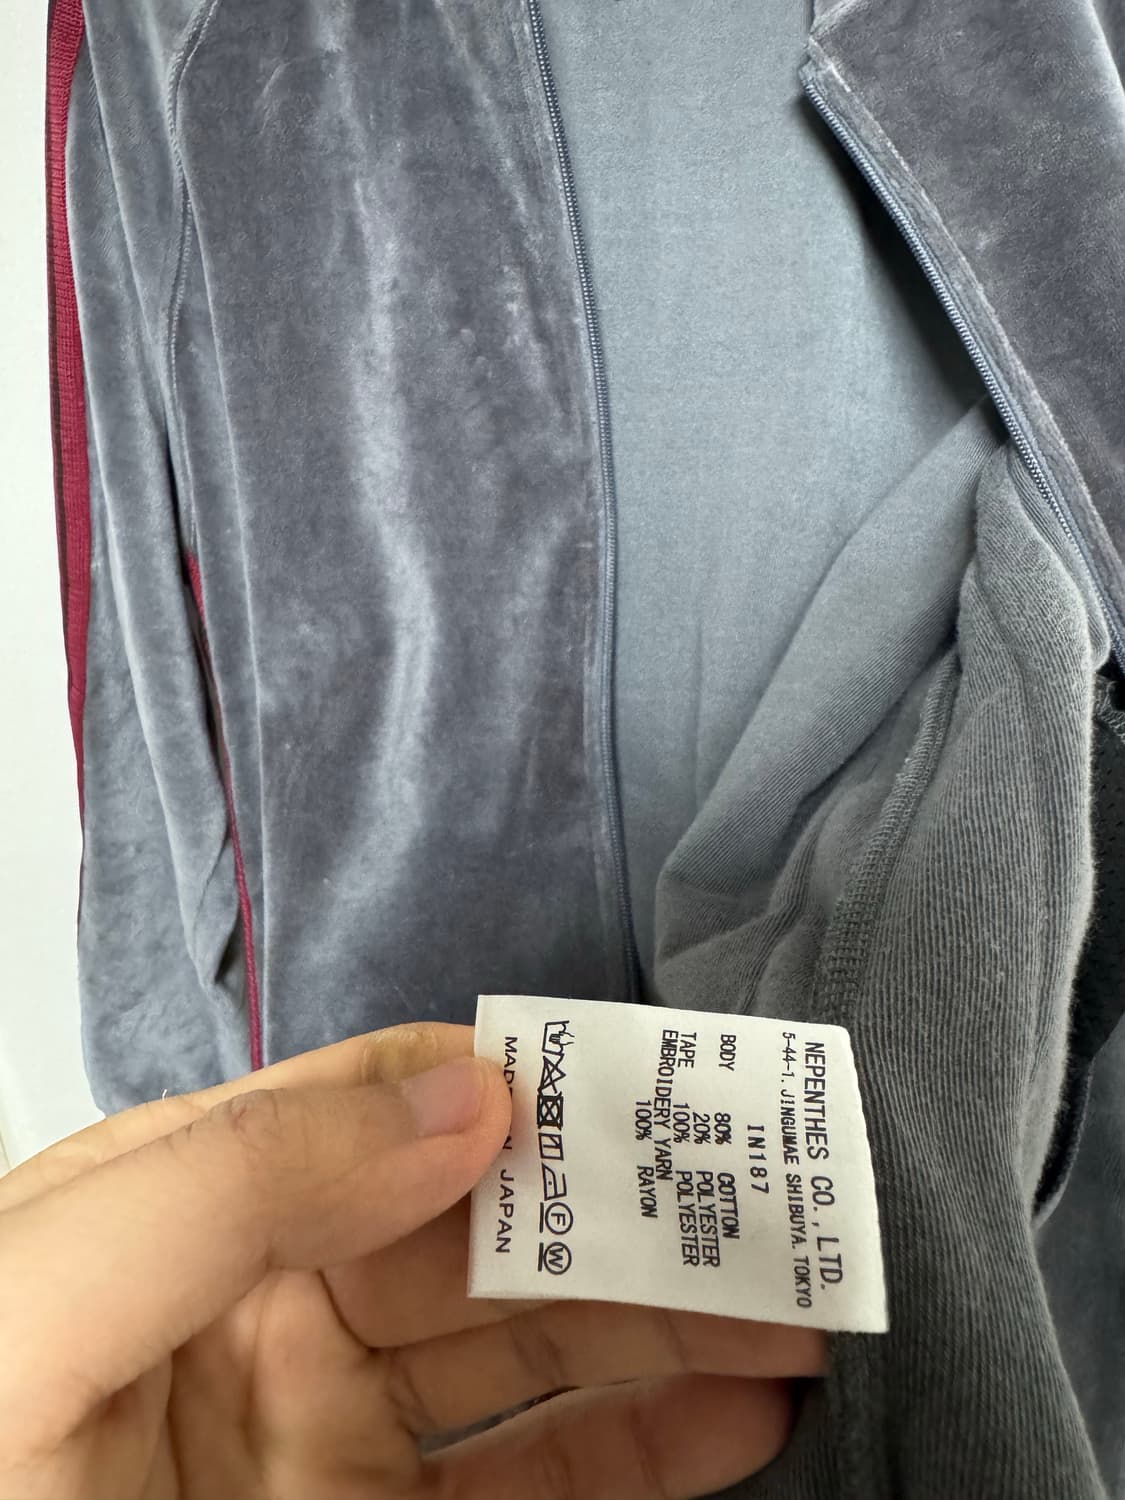 NEPENTHES CO.,LTD.
5-44-1. JINGUMAE SHIBUYA. TOKYO
IN187
BODY 80% COTTON
20% POLYESTER
TAPE 100% POLYESTER
EMBROIDERY YARN
100% RAYON
F W
JAPAN